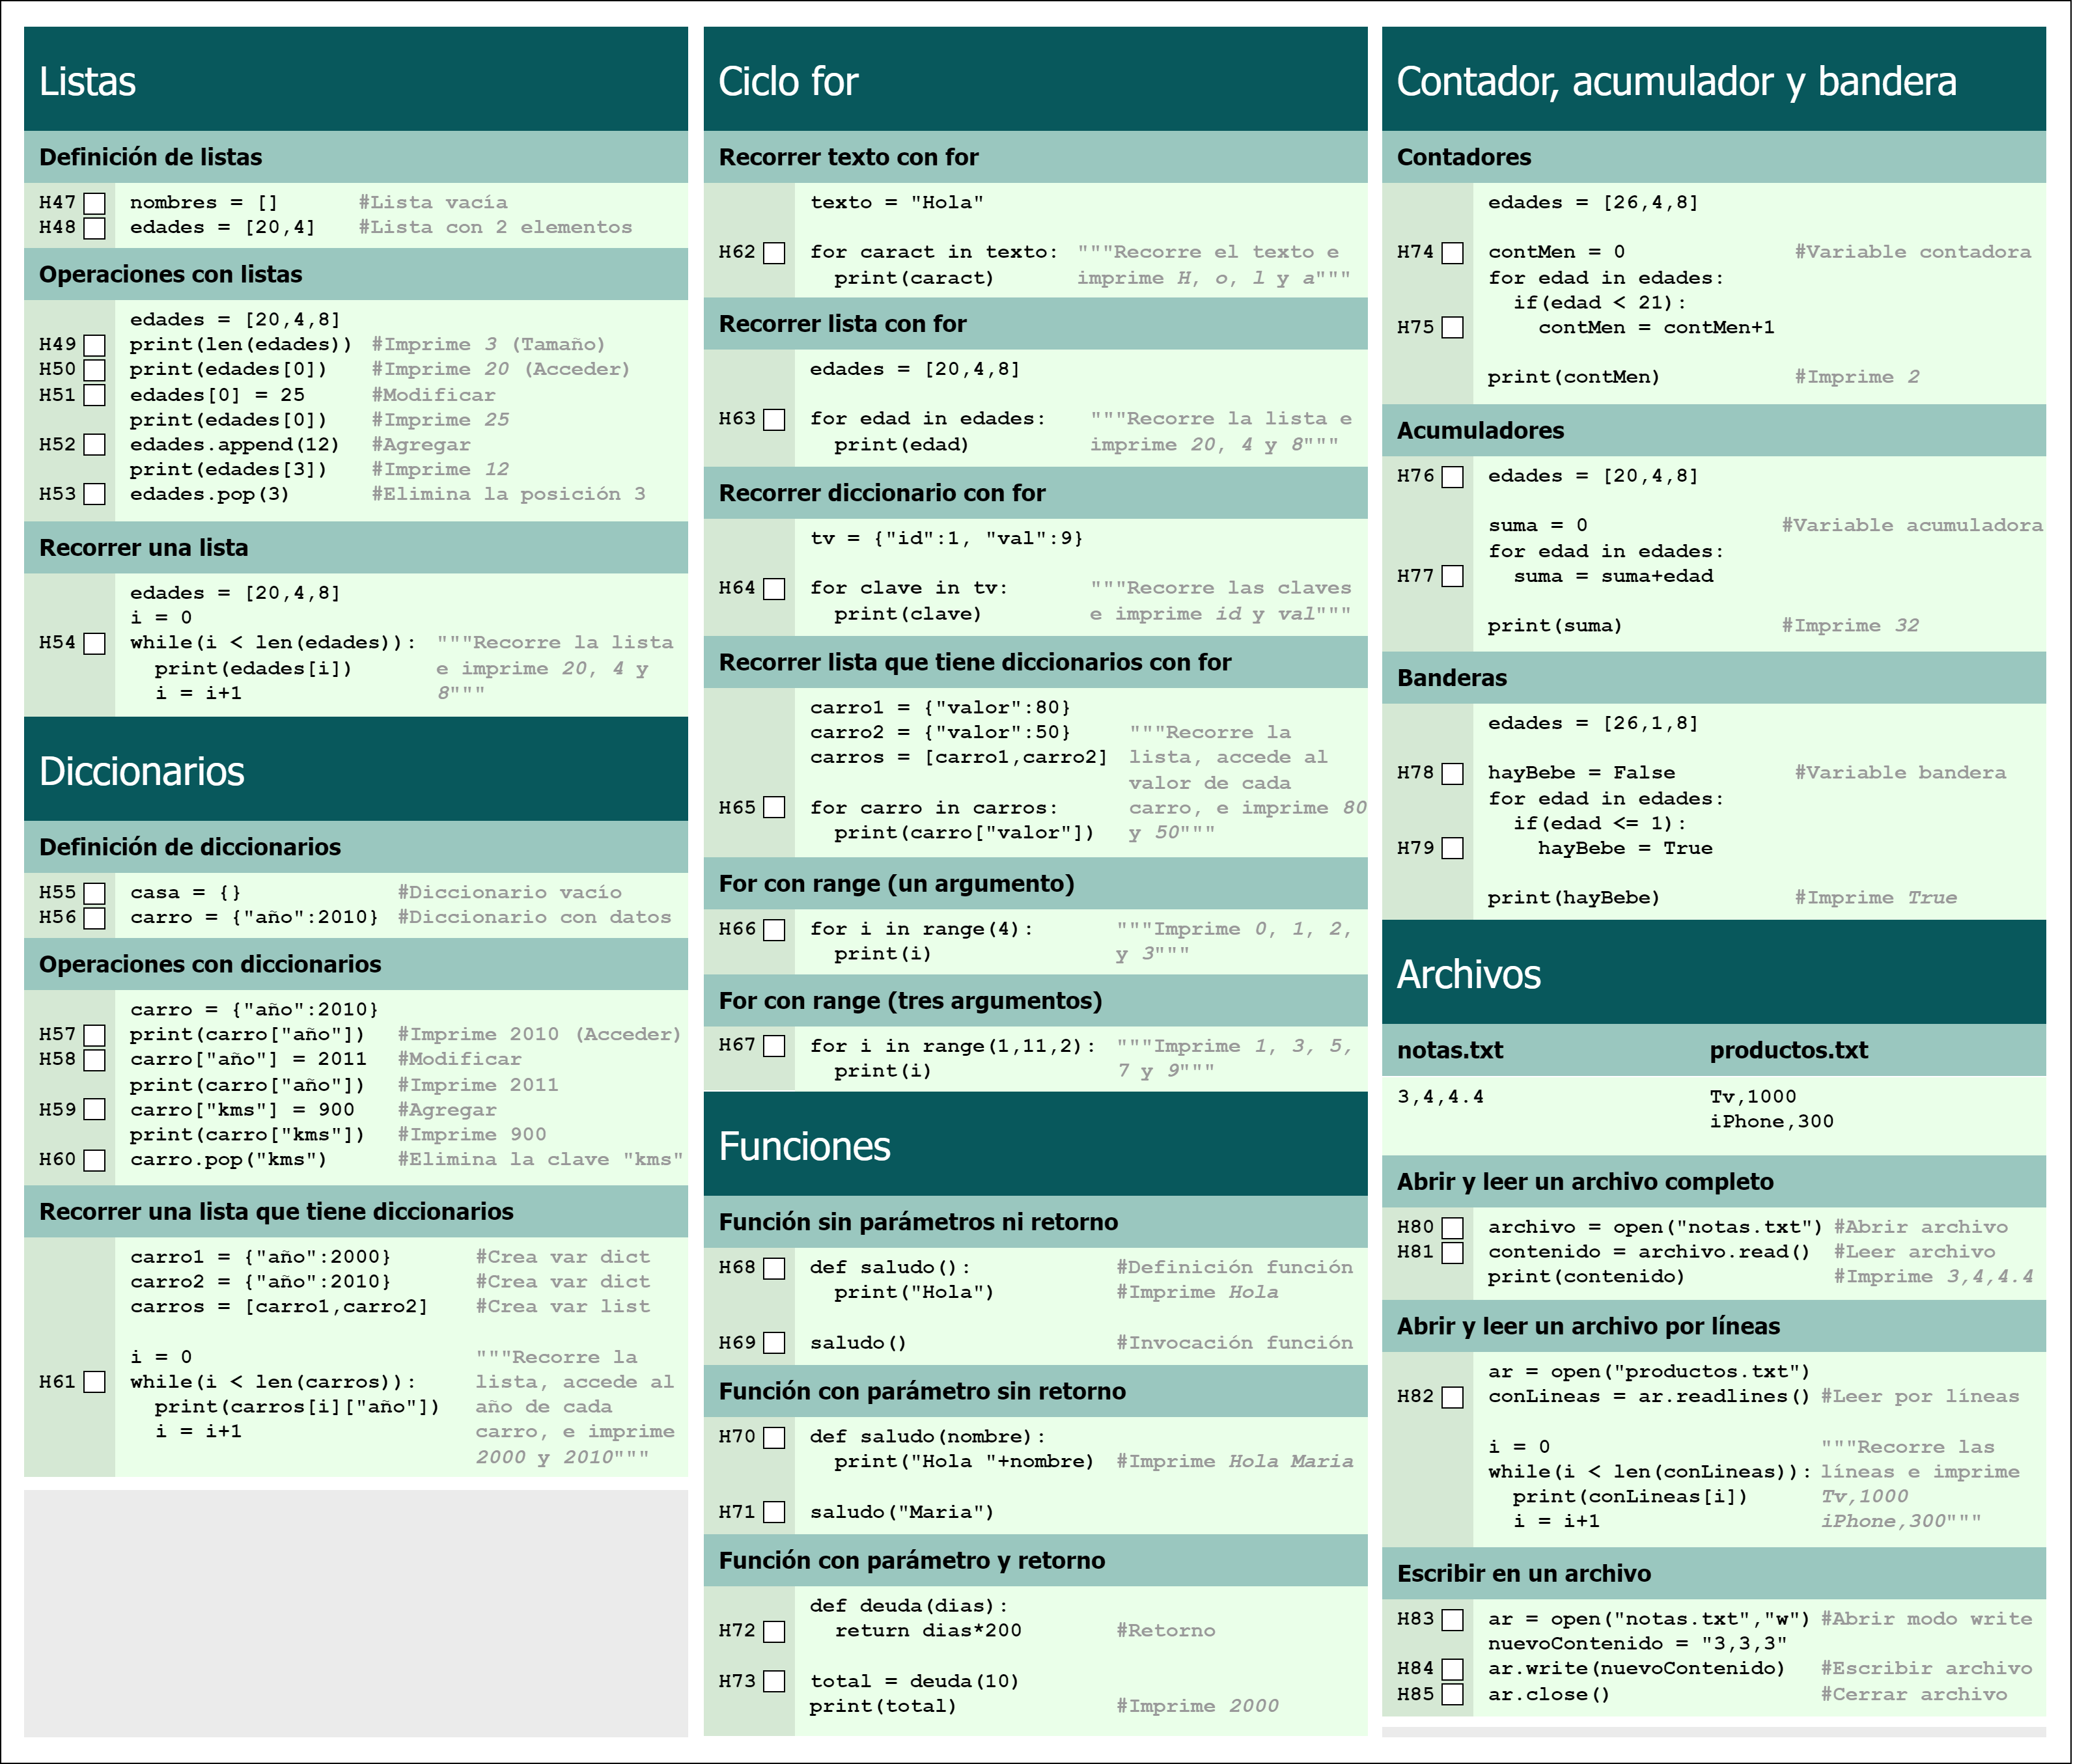 Listas
Definición de listas
H47 nombres = [] #Lista vacía
H48 edades = [20,4] #Lista con 2 elementos
Operaciones con listas
edades = [20,4,8]
H49 print(len(edades)) #Imprime 3 (Tamaño)
H50 print(edades[0]) #Imprime 20 (Acceder)
H51 edades[0] = 25 #Modificar
print(edades[0]) #Imprime 25
H52 edades.append(12) #Agregar
print(edades[3]) #Imprime 12
H53 edades.pop(3) #Elimina la posición 3
Recorrer una lista
edades = [20,4,8]
i = 0
H54 while(i < len(edades)): """Recorre la lista
print(edades[i]) e imprime 20, 4 y
i = i+1 8"""
Diccionarios
Definición de diccionarios
H55 casa = {} #Diccionario vacío
H56 carro = {"año":2010} #Diccionario con datos
Operaciones con diccionarios
carro = {"año":2010}
H57 print(carro["año"]) #Imprime 2010 (Acceder)
H58 carro["año"] = 2011 #Modificar
print(carro["año"]) #Imprime 2011
H59 carro["kms"] = 900 #Agregar
print(carro["kms"]) #Imprime 900
H60 carro.pop("kms") #Elimina la clave "kms"
Recorrer una lista que tiene diccionarios
carro1 = {"año":2000} #Crea var dict
carro2 = {"año":2010} #Crea var dict
carros = [carro1,carro2] #Crea var list
i = 0 """Recorre la
H61 while(i < len(carros)): lista, accede al
print(carros[i]["año"]) año de cada
i = i+1 carro, e imprime
2000 y 2010"""
Ciclo for
Recorrer texto con for
texto = "Hola"
H62 for caract in texto: """Recorre el texto e
print(caract) imprime H, o, l y a"""
Recorrer lista con for
edades = [20,4,8]
H63 for edad in edades: """Recorre la lista e
print(edad) imprime 20, 4 y 8"""
Recorrer diccionario con for
tv = {"id":1, "val":9}
H64 for clave in tv: """Recorre las claves
print(clave) e imprime id y val"""
Recorrer lista que tiene diccionarios con for
carro1 = {"valor":80}
carro2 = {"valor":50} """Recorre la
carros = [carro1,carro2] lista, accede al
valor de cada
H65 for carro in carros: carro, e imprime 80
print(carro["valor"]) y 50"""
For con range (un argumento)
H66 for i in range(4): """Imprime 0, 1, 2,
print(i) y 3"""
For con range (tres argumentos)
H67 for i in range(1,11,2): """Imprime 1, 3, 5,
print(i) 7 y 9"""
Funciones
Función sin parámetros ni retorno
H68 def saludo(): #Definición función
print("Hola") #Imprime Hola
H69 saludo() #Invocación función
Función con parámetro sin retorno
H70 def saludo(nombre):
print("Hola "+nombre) #Imprime Hola Maria
H71 saludo("Maria")
Función con parámetro y retorno
def deuda(dias):
H72 return dias*200 #Retorno
H73 total = deuda(10)
print(total) #Imprime 2000
Contador, acumulador y bandera
Contadores
edades = [26,4,8]
H74 contMen = 0 #Variable contadora
for edad in edades:
if(edad < 21):
H75 contMen = contMen+1
print(contMen) #Imprime 2
Acumuladores
H76 edades = [20,4,8]
suma = 0 #Variable acumuladora
for edad in edades:
H77 suma = suma+edad
print(suma) #Imprime 32
Banderas
edades = [26,1,8]
H78 hayBebe = False #Variable bandera
for edad in edades:
if(edad <= 1):
H79 hayBebe = True
print(hayBebe) #Imprime True
Archivos
notas.txt productos.txt
3,4,4.4 Tv,1000
iPhone,300
Abrir y leer un archivo completo
H80 archivo = open("notas.txt") #Abrir archivo
H81 contenido = archivo.read() #Leer archivo
print(contenido) #Imprime 3,4,4.4
Abrir y leer un archivo por líneas
ar = open("productos.txt")
H82 conLineas = ar.readlines() #Leer por líneas
i = 0 """Recorre las
while(i < len(conLineas)): líneas e imprime
print(conLineas[i]) Tv,1000
i = i+1 iPhone,300"""
Escribir en un archivo
H83 ar = open("notas.txt","w") #Abrir modo write
nuevoContenido = "3,3,3"
H84 ar.write(nuevoContenido) #Escribir archivo
H85 ar.close() #Cerrar archivo